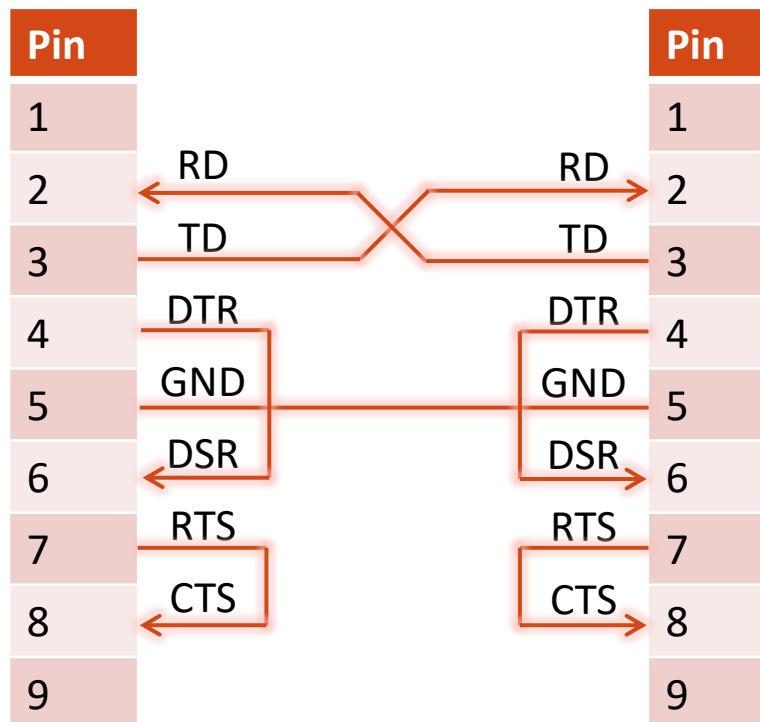 Pin Pin
1 1
RD RD
2 2
TD TD
3 3
DTR DTR
4 4
GND GND
5 5
DSR DSR
6 6
RTS RTS
7 7
CTS CTS
8 8
9 9